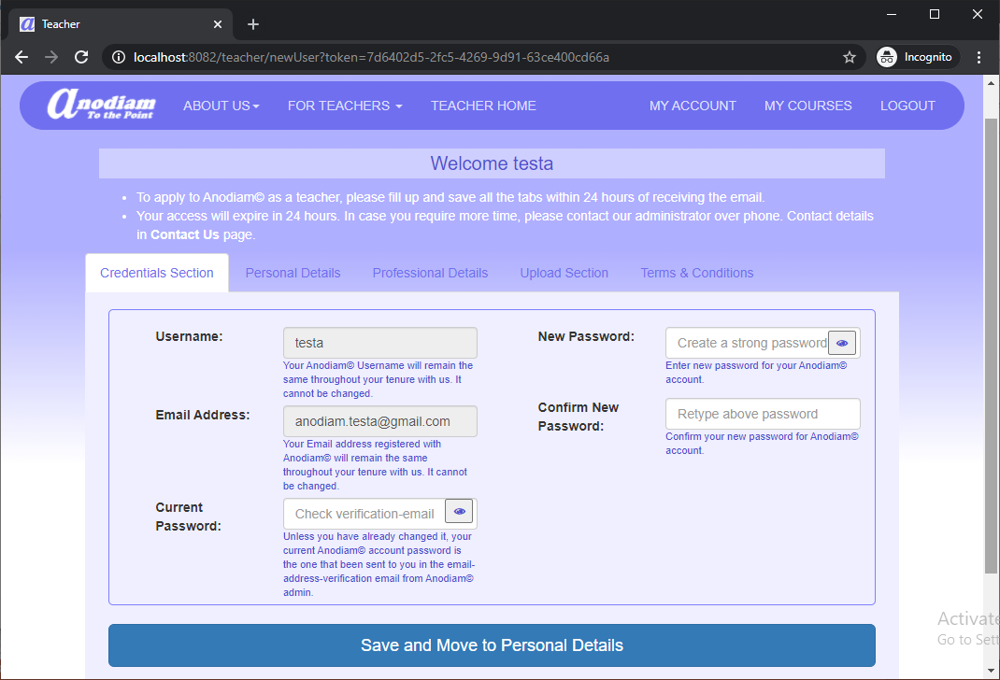 Teacher
localhost:8082/teacher/newUser?token=7d6402d5-2fc5-4269-9d91-63ce400cd66a
Incognito
Anodiam
To the Point
ABOUT US
FOR TEACHERS
TEACHER HOME
MY ACCOUNT
MY COURSES
LOGOUT
Welcome testa
• To apply to Anodiam© as a teacher, please fill up and save all the tabs within 24 hours of receiving the email.
• Your access will expire in 24 hours. In case you require more time, please contact our administrator over phone. Contact details
in Contact Us page.
Credentials Section
Personal Details
Professional Details
Upload Section
Terms & Conditions
Username:
testa
Your Anodiam© Username will remain the
same throughout your tenure with us. It
cannot be changed.
Email Address:
anodiam.testa@gmail.com
Your Email address registered with
Anodiam© will remain the same
throughout your tenure with us. It cannot
be changed.
Current
Password:
Check verification-email
Unless you have already changed it, your
current Anodiam© account password is
the one that been sent to you in the email-
address-verification email from Anodiam©
admin.
New Password:
Create a strong password
Enter new password for your Anodiam©
account.
Confirm New
Password:
Retype above password
Confirm your new password for Anodiam©
account.
Save and Move to Personal Details
Activate
Go to Sett